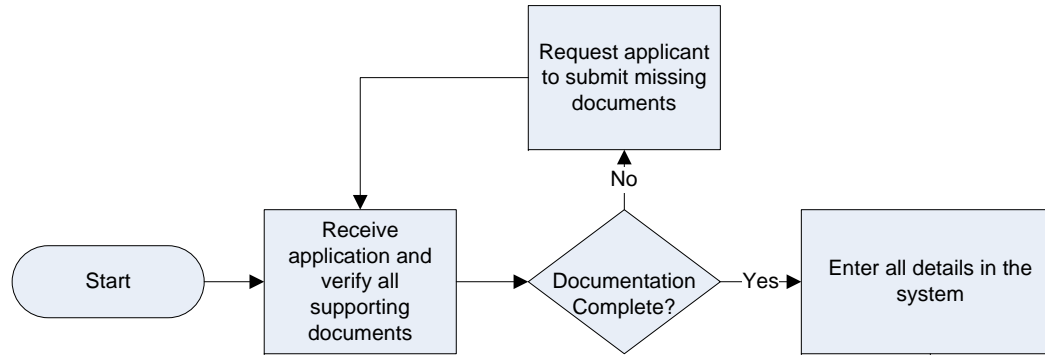 Request applicant
to submit missing
documents
No
Start
Receive
application and
verify all
supporting
documents
Documentation
Complete?
Yes
Enter all details in the
system